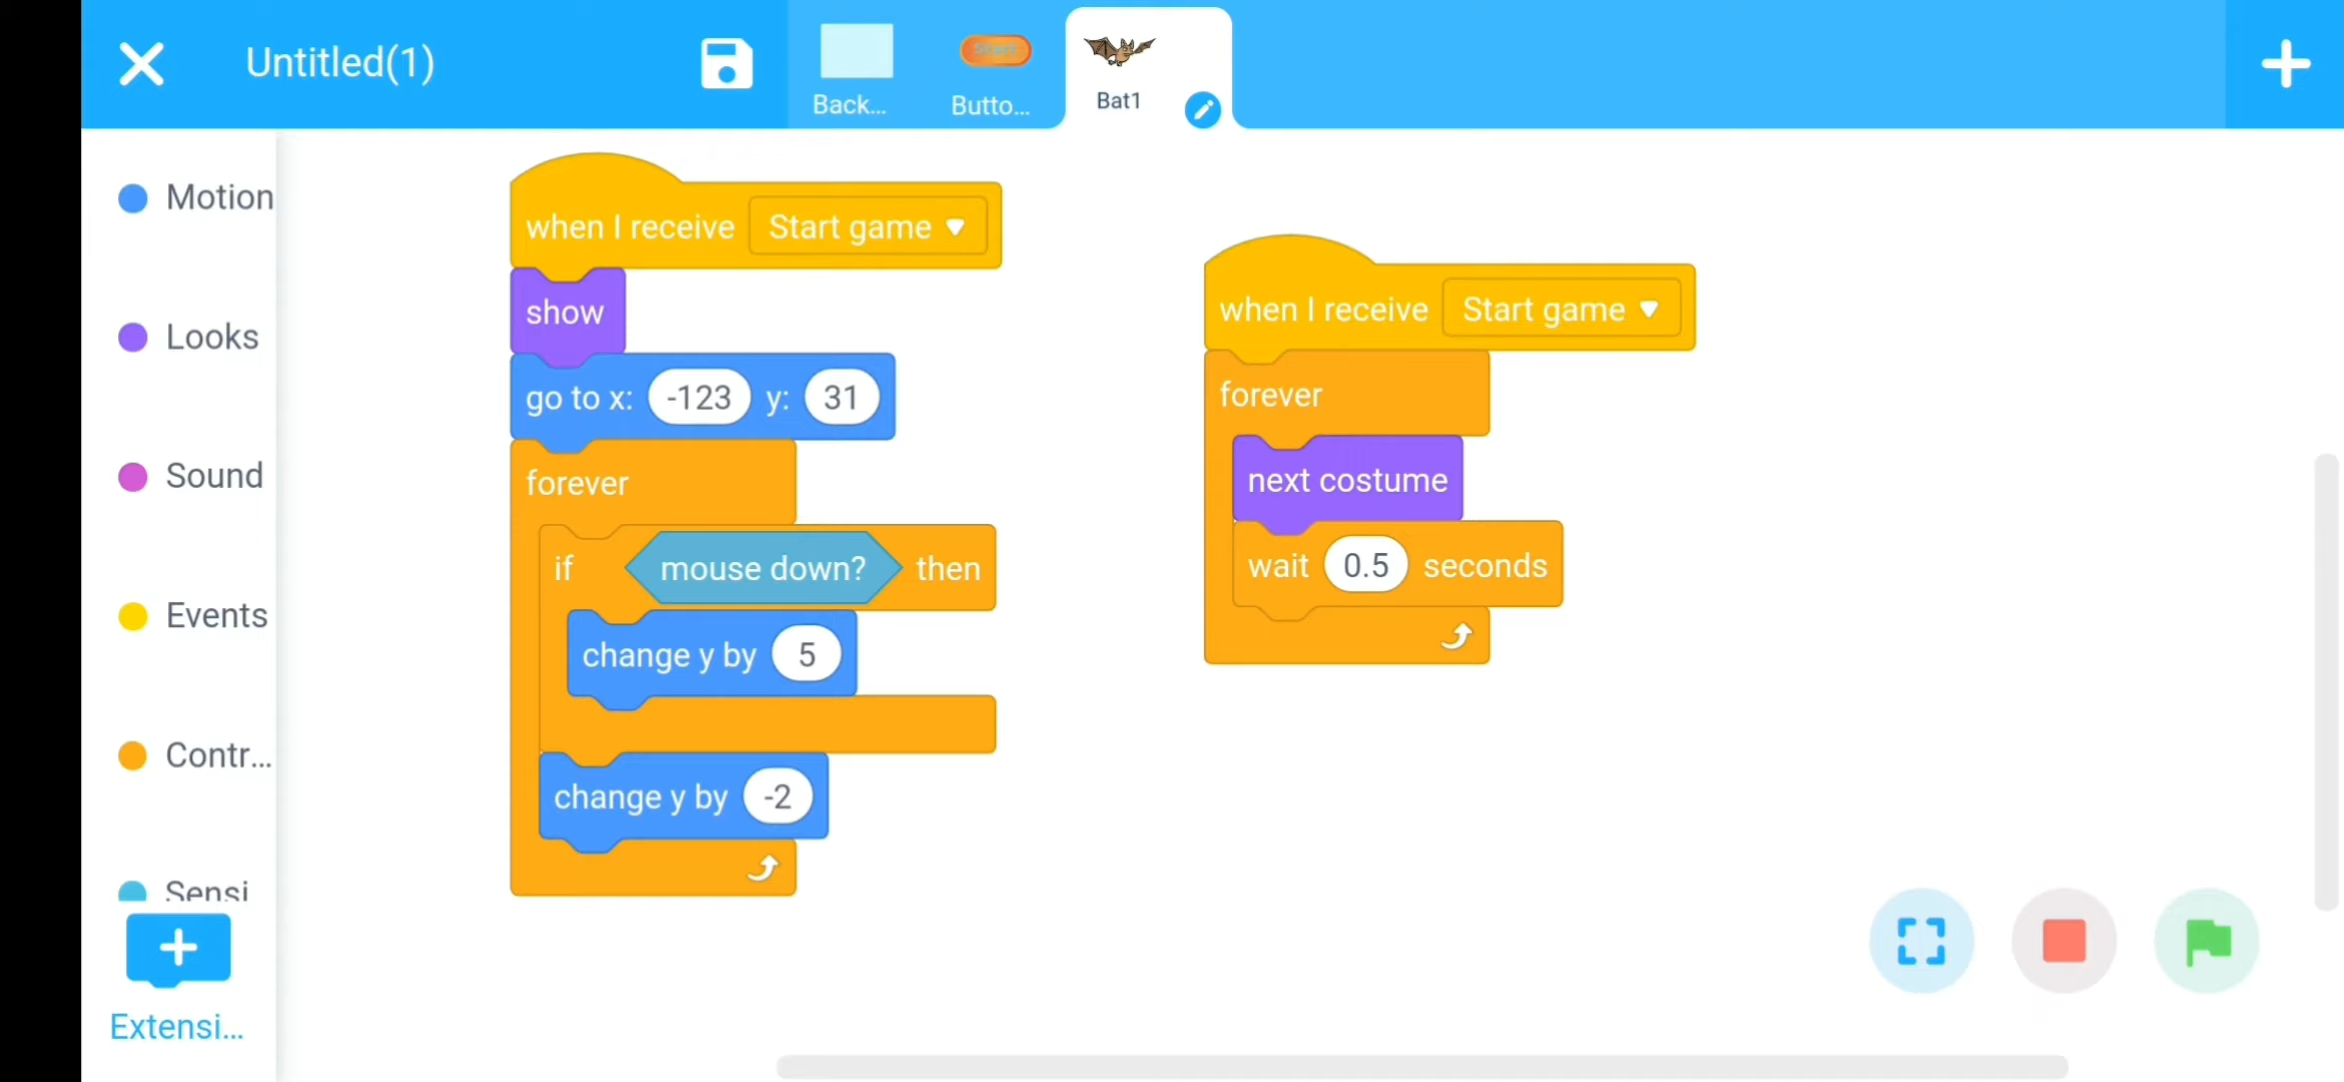 Untitled(1)
Back...
Start
Butto...
Bat1
Motion
Looks
Sound
Events
Contr...
Sensi
Extensi...
when I receive Start game
show
go to x: -123 y: 31
forever
if mouse down? then
change y by 5
change y by -2
when I receive Start game
forever
next costume
wait 0.5 seconds